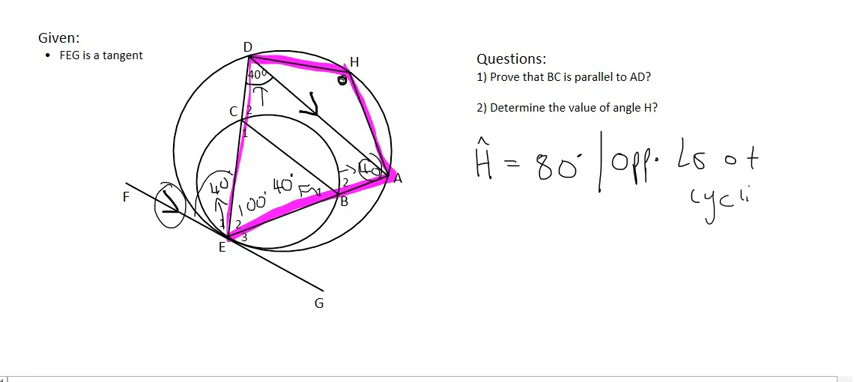 Given:
• FEG is a tangent
Questions:
1) Prove that BC is parallel to AD?
2) Determine the value of angle H?
Ĥ = 80° | opp. ∠s of
cycli
D
H
40°
C
2
1
40
A
F
40°
100°
40°
1
2
B
1
2
3
E
G